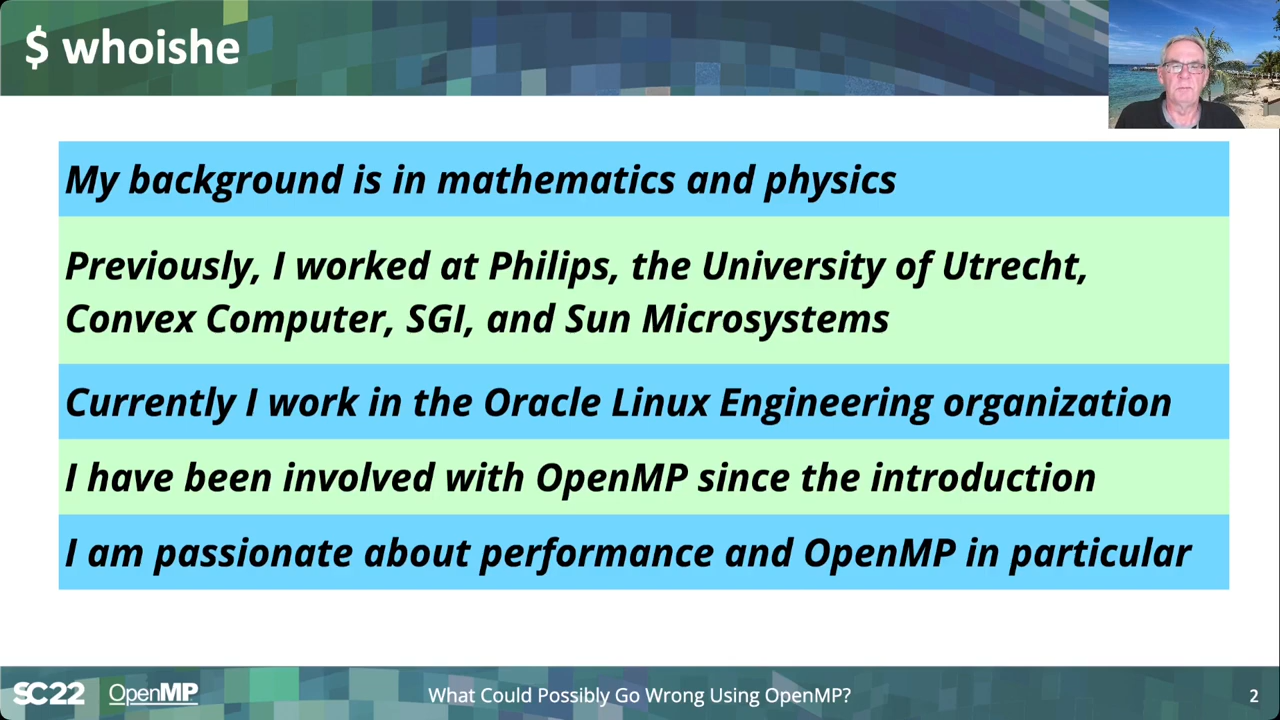 $ whoishe
My background is in mathematics and physics
Previously, I worked at Philips, the University of Utrecht,
Convex Computer, SGI, and Sun Microsystems
Currently I work in the Oracle Linux Engineering organization
I have been involved with OpenMP since the introduction
I am passionate about performance and OpenMP in particular
SC22 OpenMP What Could Possibly Go Wrong Using OpenMP? 2